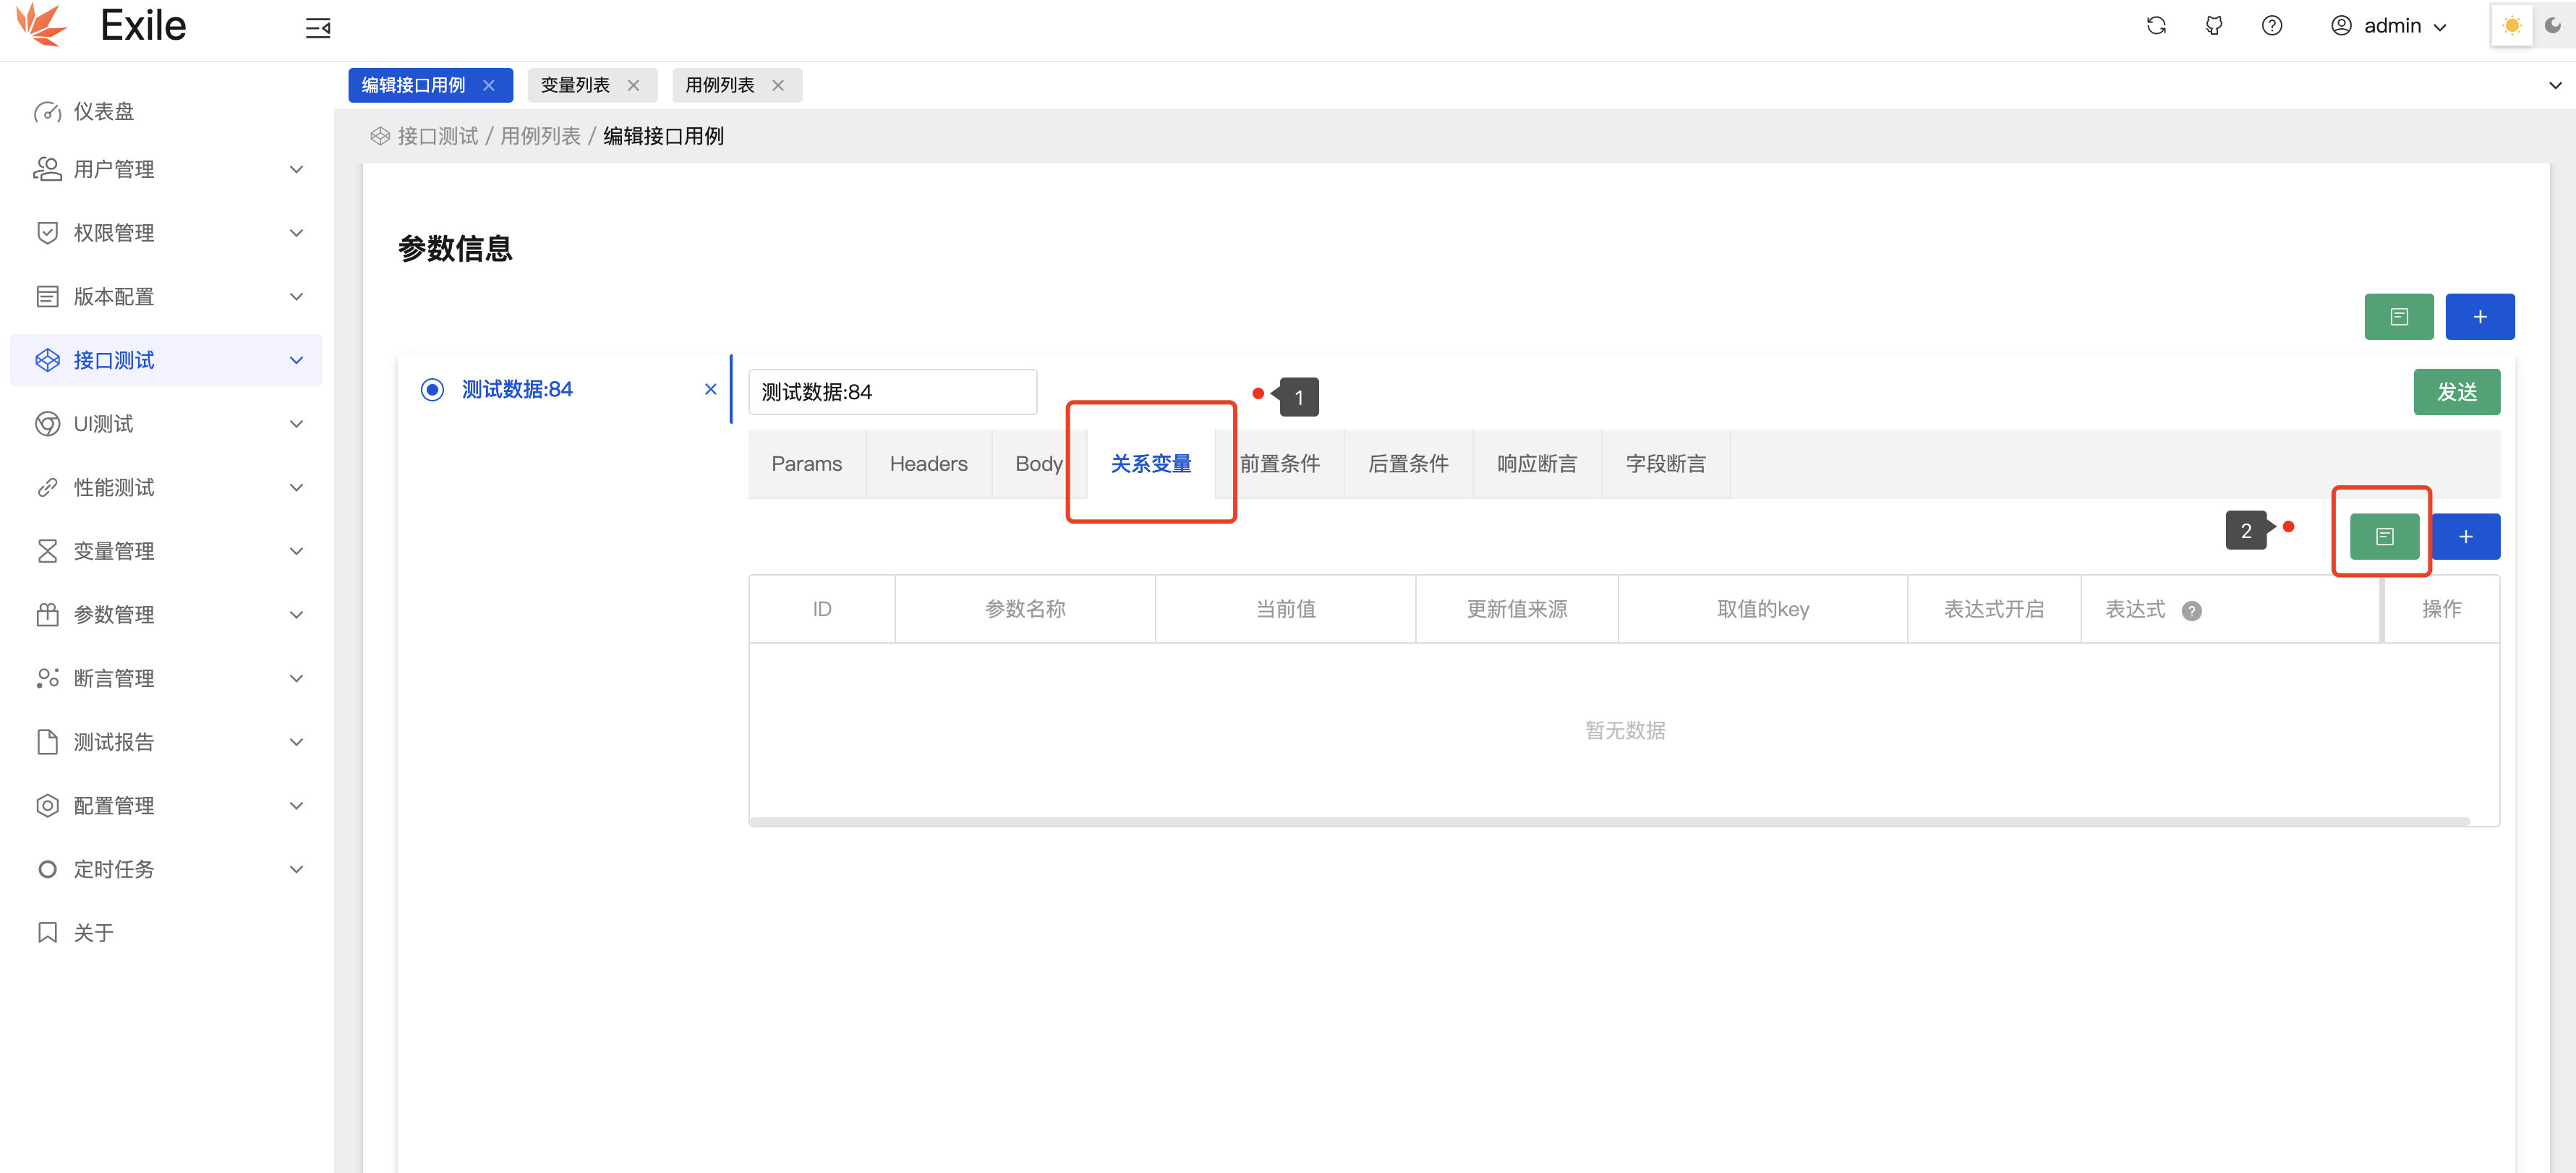 Exile
admin
编辑接口用例
变量列表
用例列表
仪表盘
用户管理
权限管理
版本配置
接口测试
UI测试
性能测试
变量管理
参数管理
断言管理
测试报告
配置管理
定时任务
关于
接口测试 / 用例列表 / 编辑接口用例
参数信息
测试数据:84
测试数据:84
1
发送
Params Headers Body 关系变量 前置条件 后置条件 响应断言 字段断言
2
ID 参数名称 当前值 更新值来源 取值的key 表达式开启 表达式 ? 操作
暂无数据